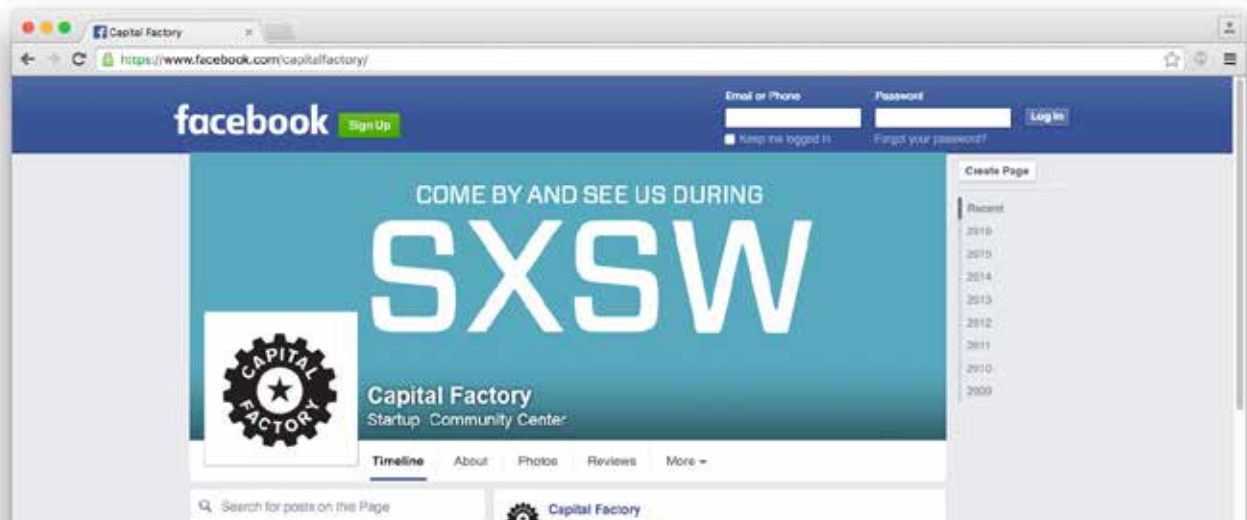 Capital Factory
https://www.facebook.com/capitalfactory/
Email or Phone
Password
facebook
Sign Up
Log In
Keep me logged in
Forgot your password?
COME BY AND SEE US DURING
SXSW
CAPITAL
FACTORY
Capital Factory
Startup Community Center
Create Page
Recent
2016
2015
2014
2013
2012
2011
2010
2009
Timeline
About
Photos
Reviews
More
Search for posts on this Page
Capital Factory